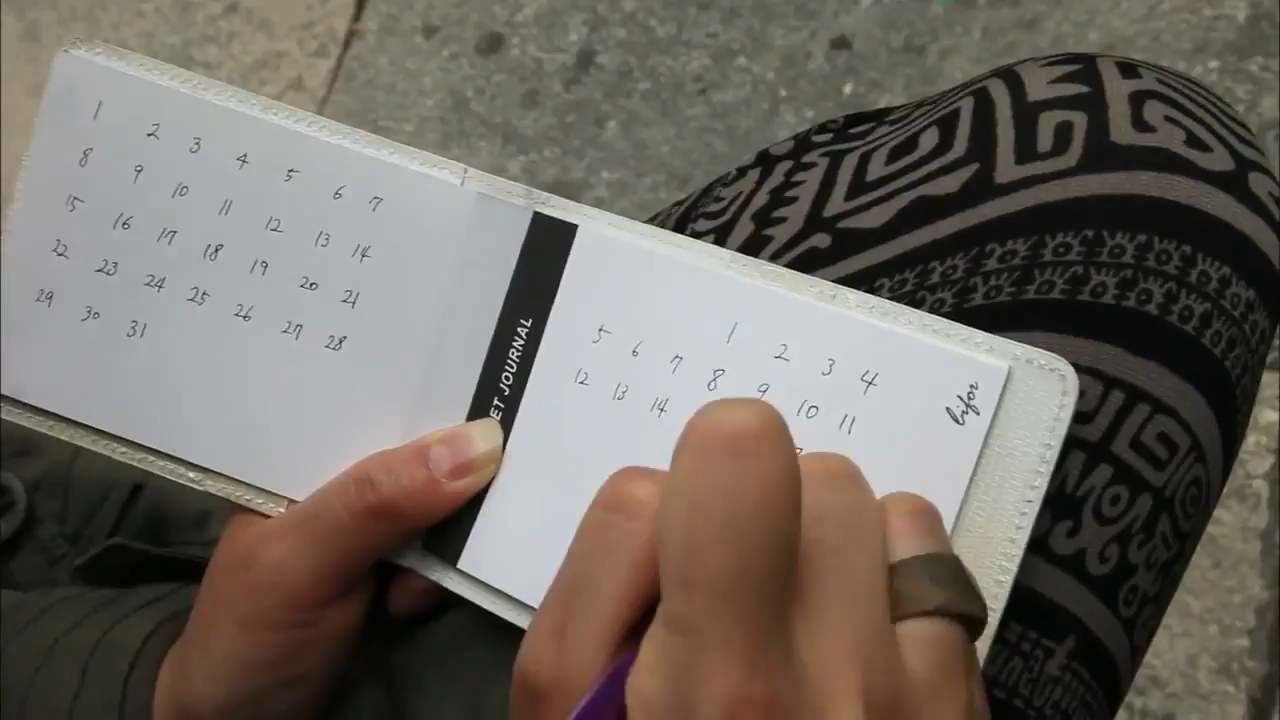 1 2 3 4 5 6 7
8 9 10 11 12 13 14
15 16 17 18 19 20 21
22 23 24 25 26 27 28
29 30 31
ET JOURNAL
1 2 3 4
5 6 7 8 9 10 11
12 13 14
lifor